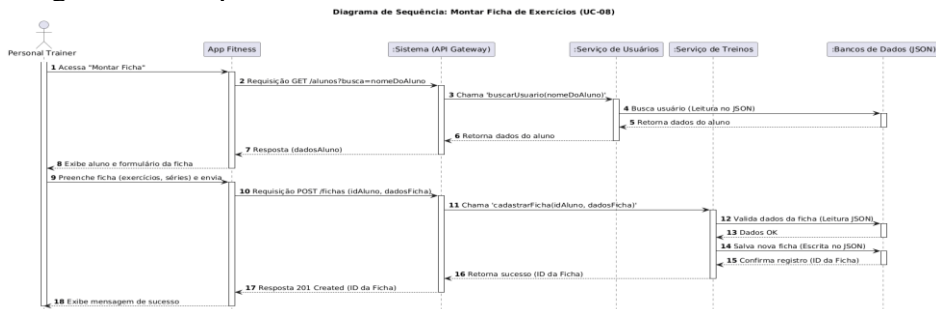 Diagrama de Sequência: Montar Ficha de Exercícios (UC-08)
Personal Trainer
App Fitness
:Sistema (API Gateway)
:Serviço de Usuários
:Serviço de Treinos
:Bancos de Dados (JSON)
1 Acessa "Montar Ficha"
2 Requisição GET /alunos?busca=nomeDoAluno
3 Chama 'buscarUsuario(nomeDoAluno)'
4 Busca usuário (Leitura no JSON)
5 Retorna dados do aluno
6 Retorna dados do aluno
7 Resposta (dadosAluno)
8 Exibe aluno e formulário da ficha
9 Preenche ficha (exercícios, séries) e envia
10 Requisição POST /fichas (idAluno, dadosFicha)
11 Chama 'cadastrarFicha(idAluno, dadosFicha)'
12 Valida dados da ficha (Leitura JSON)
13 Dados OK
14 Salva nova ficha (Escrita no JSON)
15 Confirma registro (ID da Ficha)
16 Retorna sucesso (ID da Ficha)
17 Resposta 201 Created (ID da Ficha)
18 Exibe mensagem de sucesso